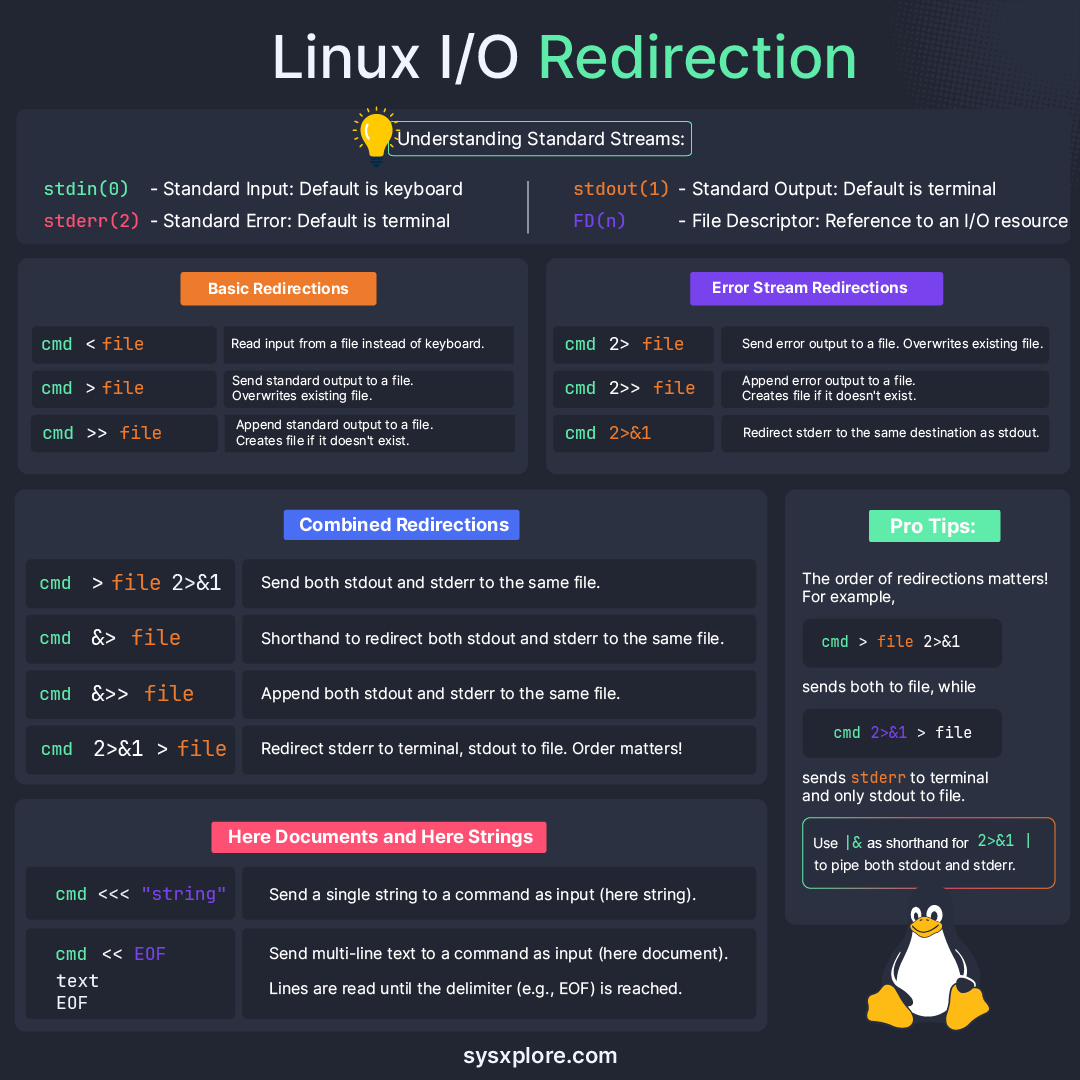 Linux I/O Redirection
Understanding Standard Streams:
stdin(0) - Standard Input: Default is keyboard
stderr(2) - Standard Error: Default is terminal
stdout(1) - Standard Output: Default is terminal
FD(n) - File Descriptor: Reference to an I/O resource
Basic Redirections
cmd < file
Read input from a file instead of keyboard.
cmd > file
Send standard output to a file.
Overwrites existing file.
cmd >> file
Append standard output to a file.
Creates file if it doesn't exist.
Error Stream Redirections
cmd 2> file
Send error output to a file. Overwrites existing file.
cmd 2>> file
Append error output to a file.
Creates file if it doesn't exist.
cmd 2>&1
Redirect stderr to the same destination as stdout.
Combined Redirections
cmd > file 2>&1
Send both stdout and stderr to the same file.
cmd &> file
Shorthand to redirect both stdout and stderr to the same file.
cmd &>> file
Append both stdout and stderr to the same file.
cmd 2>&1 > file
Redirect stderr to terminal, stdout to file. Order matters!
Pro Tips:
The order of redirections matters!
For example,
cmd > file 2>&1
sends both to file, while
cmd 2>&1 > file
sends stderr to terminal
and only stdout to file.
Use |& as shorthand for 2>&1 |
to pipe both stdout and stderr.
Here Documents and Here Strings
cmd <<< "string"
Send a single string to a command as input (here string).
cmd << EOF
text
EOF
Send multi-line text to a command as input (here document).
Lines are read until the delimiter (e.g., EOF) is reached.
sysxplore.com